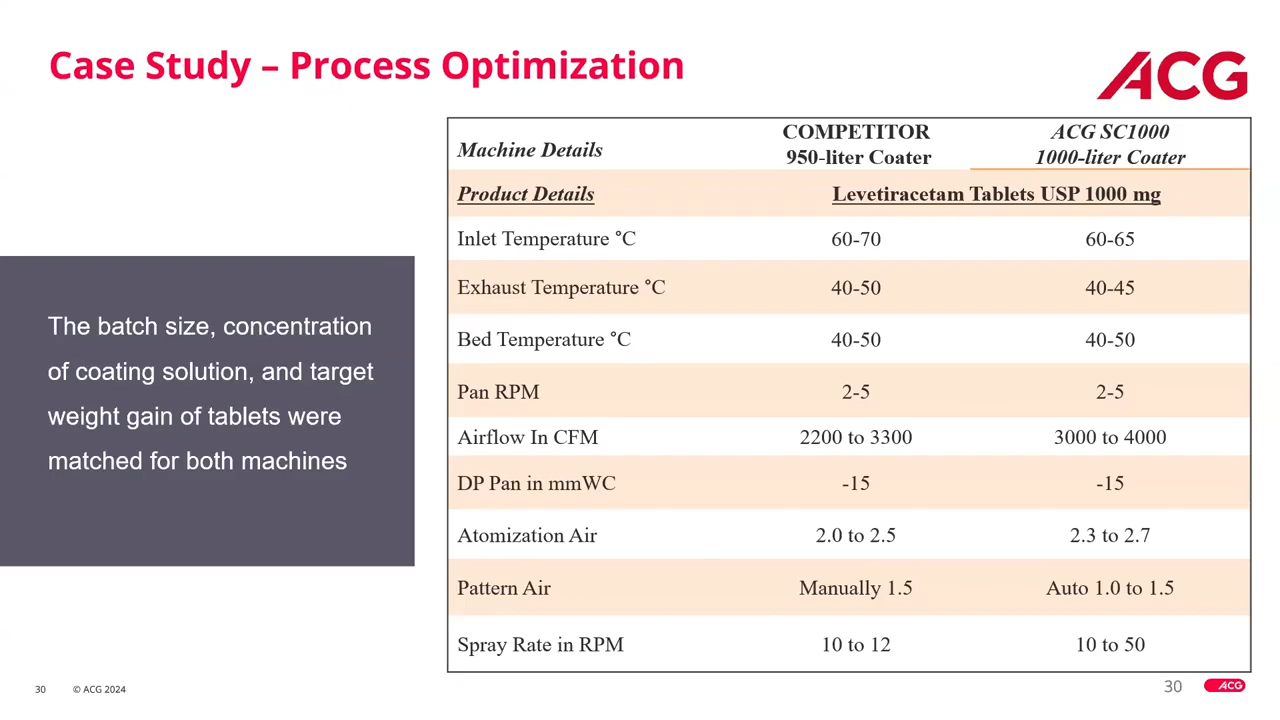 Case Study – Process Optimization
ACG
The batch size, concentration
of coating solution, and target
weight gain of tablets were
matched for both machines
Machine Details COMPETITOR 950-liter Coater ACG SC1000 1000-liter Coater
Product Details Levetiracetam Tablets USP 1000 mg
Inlet Temperature °C 60-70 60-65
Exhaust Temperature °C 40-50 40-45
Bed Temperature °C 40-50 40-50
Pan RPM 2-5 2-5
Airflow In CFM 2200 to 3300 3000 to 4000
DP Pan in mmWC -15 -15
Atomization Air 2.0 to 2.5 2.3 to 2.7
Pattern Air Manually 1.5 Auto 1.0 to 1.5
Spray Rate in RPM 10 to 12 10 to 50
30 © ACG 2024
30 ACG